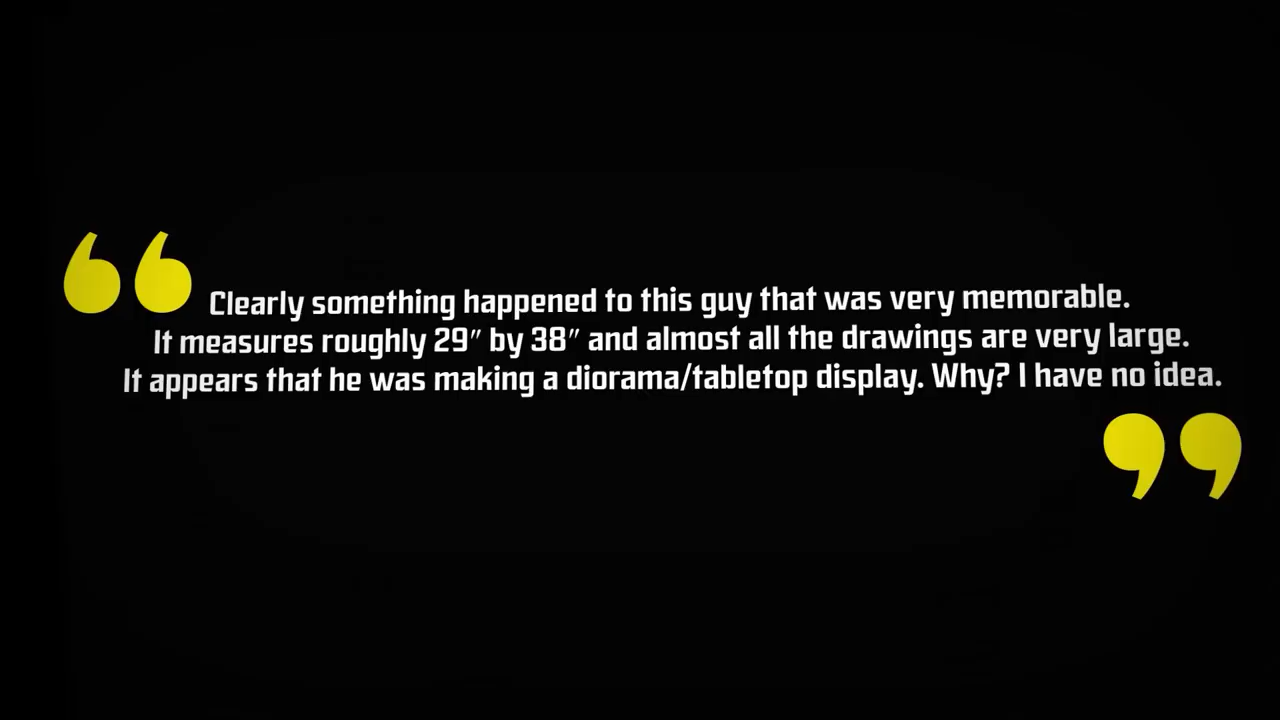 “Clearly something happened to this guy that was very memorable.
It measures roughly 29″ by 38″ and almost all the drawings are very large.
It appears that he was making a diorama/tabletop display. Why? I have no idea.”